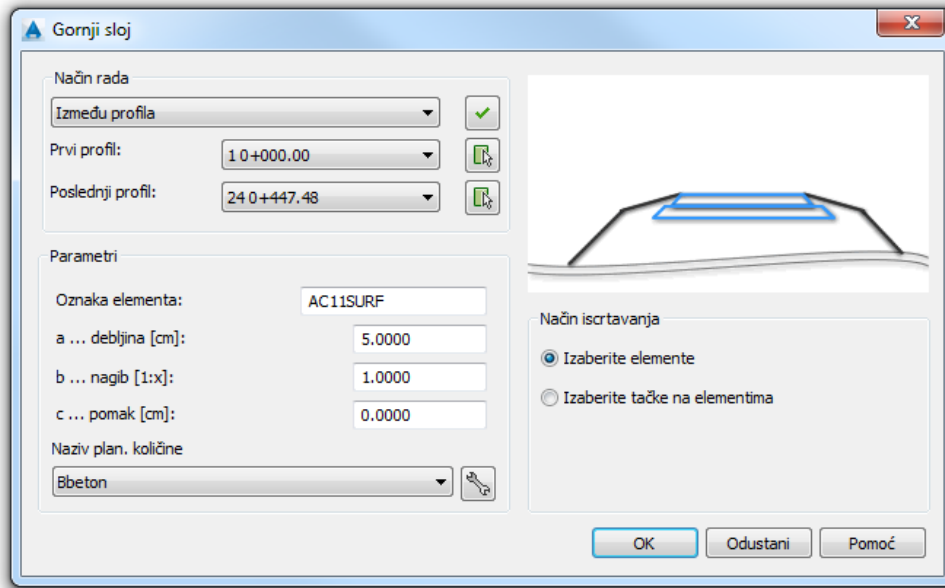 Gornji sloj
Način rada
Između profila
Prvi profil:
1 0+000.00
Poslednji profil:
24 0+447.48
Parametri
Oznaka elementa:
AC11SURF
a ... debljina [cm]:
5.0000
b ... nagib [1:x]:
1.0000
c ... pomak [cm]:
0.0000
Naziv plan. količine
Bbeton
Način iscrtavanja
Izaberite elemente
Izaberite tačke na elementima
OK
Odustani
Pomoć